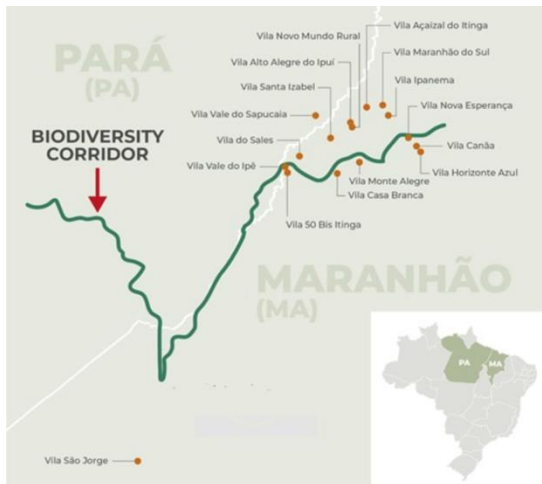 PARÁ
(PA)
BIODIVERSITY
CORRIDOR
Vila Açaizal do Itinga
Vila Novo Mundo Rural
Vila Maranhão do Sul
Vila Alto Alegre do Ipuí
Vila Ipanema
Vila Santa Izabel
Vila Nova Esperança
Vila Vale do Sapucaia
Vila do Sales
Vila Canãa
Vila Vale do Ipê
Vila Horizonte Azul
Vila Monte Alegre
Vila Casa Branca
Vila 50 Bis Itinga
MARANHÃO
(MA)
PA
MA
Vila São Jorge